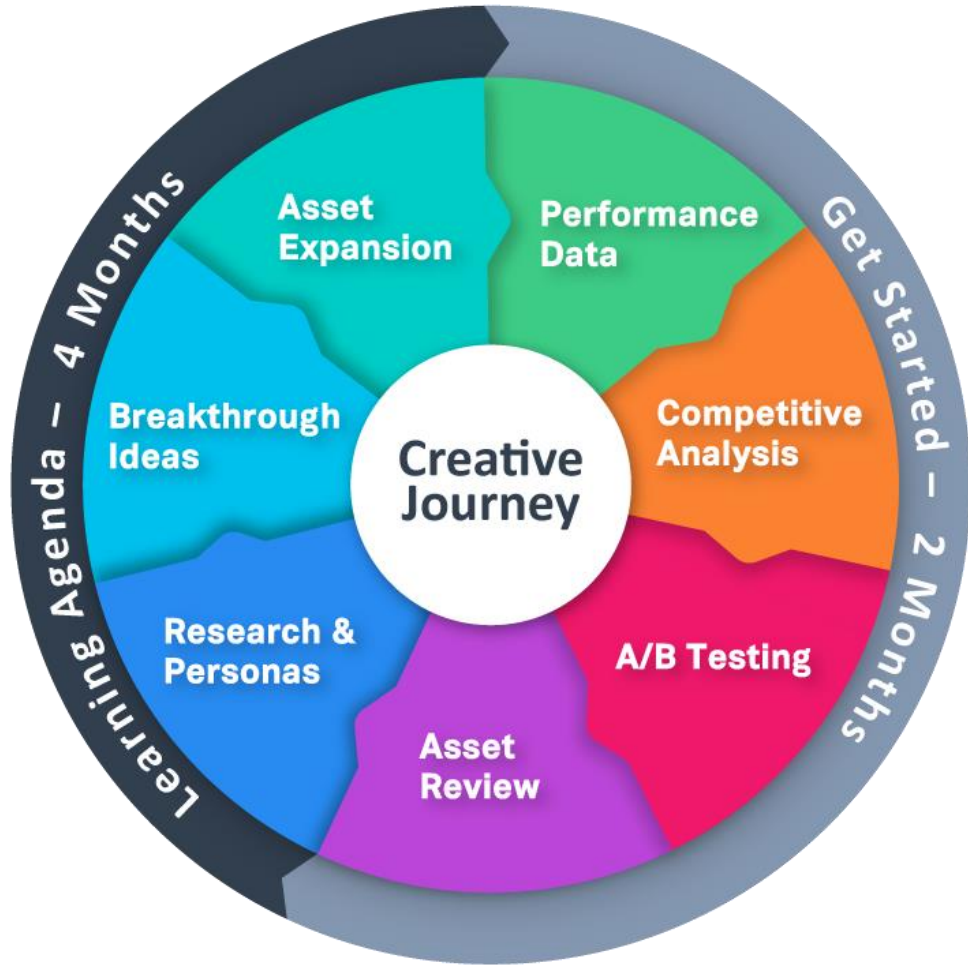 Creative
Journey
Get Started – 2 Months
Learning Agenda – 4 Months
Performance
Data
Competitive
Analysis
A/B Testing
Asset
Review
Research &
Personas
Breakthrough
Ideas
Asset
Expansion